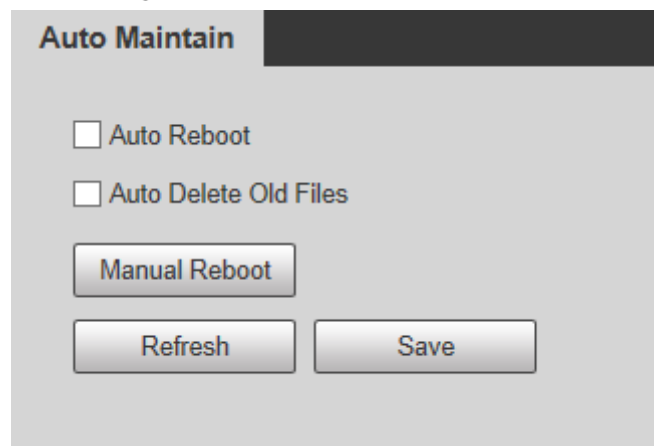 Auto Maintain
Auto Reboot
Auto Delete Old Files
Manual Reboot
Refresh Save